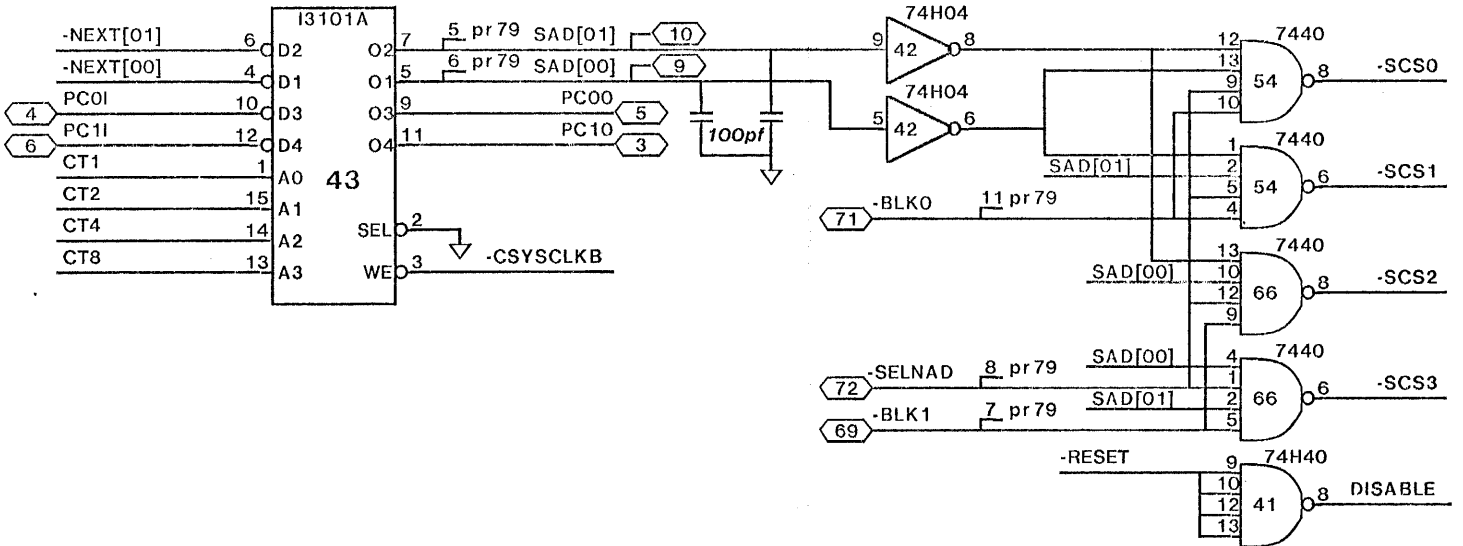 I3101A
-NEXT[01]
6
D2
O2
7
5 pr79
SAD[01]
10
-NEXT[00]
4
D1
O1
5
6 pr79
SAD[00]
9
4
PC0I
10
D3
O3
9
PC00
5
6
PC1I
12
D4
O4
11
PC10
3
100pf
CT1
1
A0
43
CT2
15
A1
CT4
14
A2
CT8
13
A3
SEL
2
WE
3
-CSYSCLKB
74H04
9
42
8
74H04
5
42
6
7440
12
13
9
10
54
8
-SCS0
7440
1
SAD[01]
2
5
4
54
6
-SCS1
71
-BLK0
11 pr79
7440
13
SAD[00]
10
12
9
66
8
-SCS2
7440
SAD[00]
4
1
SAD[01]
2
5
66
6
-SCS3
72
-SELNAD
8 pr79
69
-BLK1
7 pr79
74H40
-RESET
9
10
12
13
41
8
DISABLE